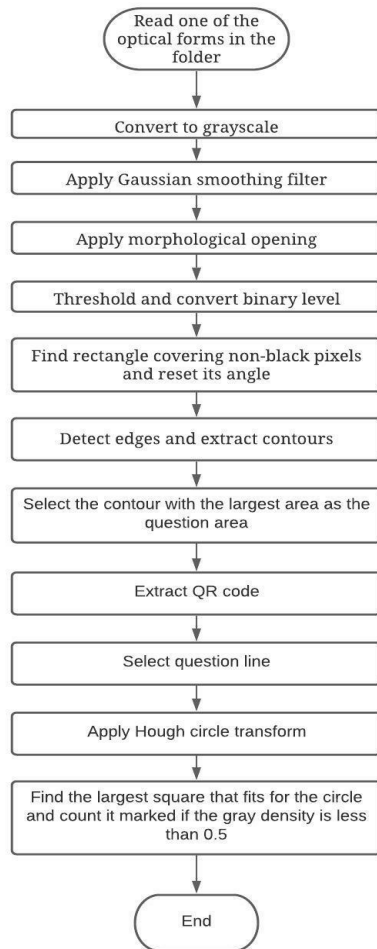 Read one of the
optical forms in the
folder
Convert to grayscale
Apply Gaussian smoothing filter
Apply morphological opening
Threshold and convert binary level
Find rectangle covering non-black pixels
and reset its angle
Detect edges and extract contours
Select the contour with the largest area as the
question area
Extract QR code
Select question line
Apply Hough circle transform
Find the largest square that fits for the circle
and count it marked if the gray density is less
than 0.5
End